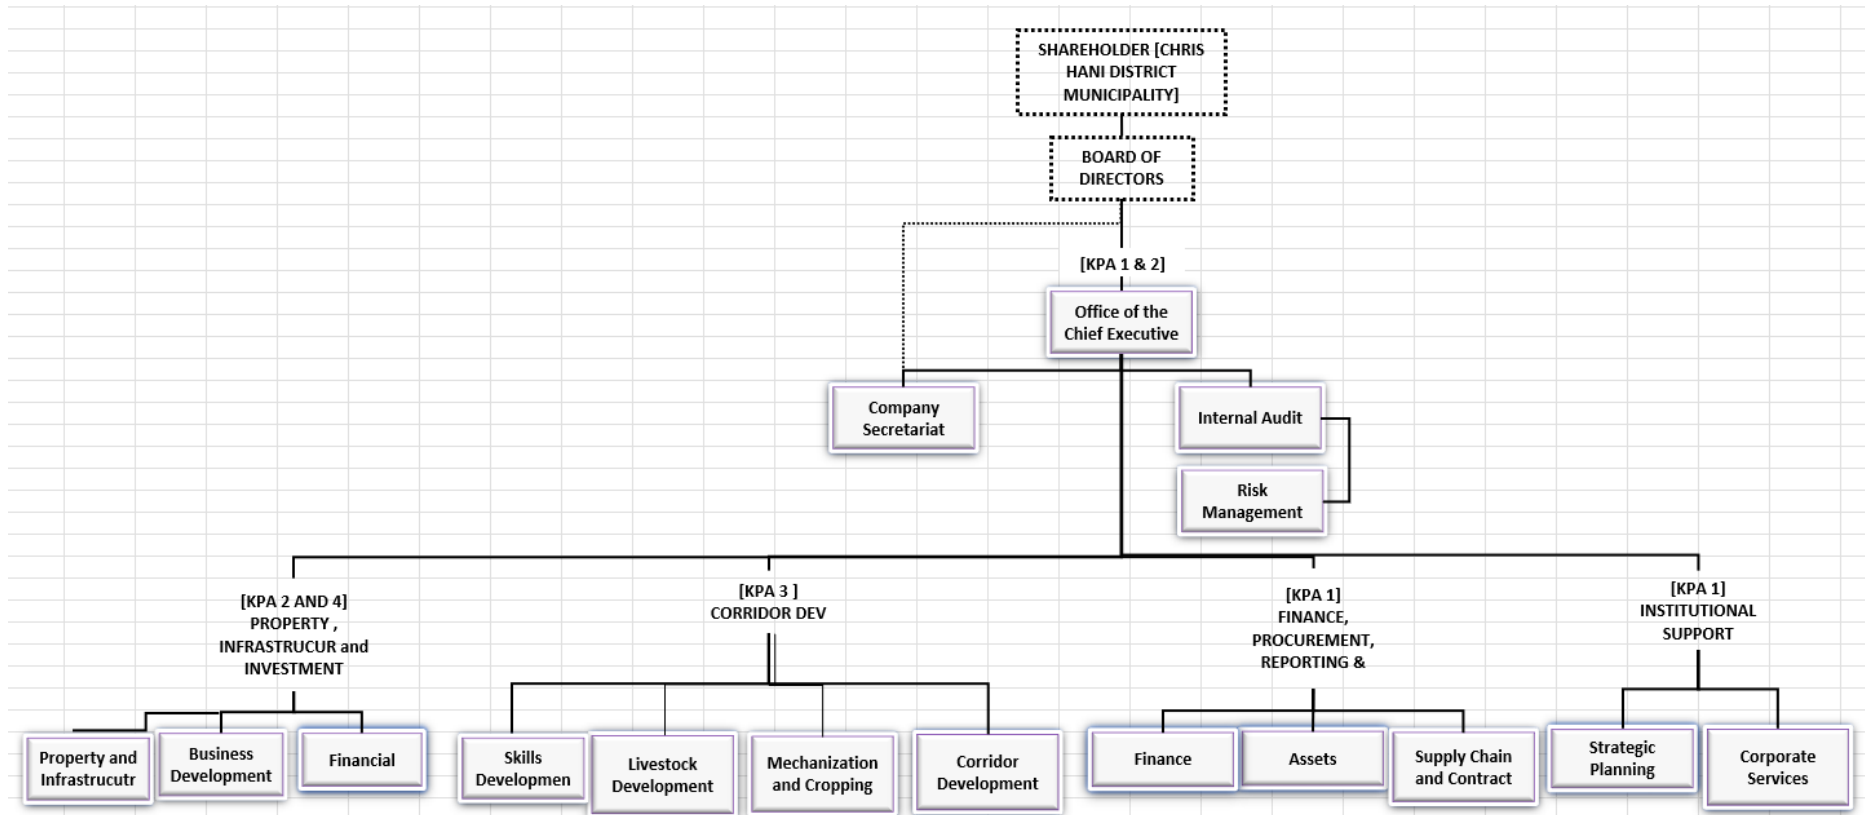 SHAREHOLDER [CHRIS
HANI DISTRICT
MUNICIPALITY]
BOARD OF
DIRECTORS
[KPA 1 & 2]
Office of the
Chief Executive
Company
Secretariat
Internal Audit
Risk
Management
[KPA 2 AND 4]
PROPERTY ,
INFRASTRUCUR and
INVESTMENT
[KPA 3 ]
CORRIDOR DEV
[KPA 1]
FINANCE,
PROCUREMENT,
REPORTING &
[KPA 1]
INSTITUTIONAL
SUPPORT
Property and
Infrastrucutr
Business
Development
Financial
Skills
Developmen
Livestock
Development
Mechanization
and Cropping
Corridor
Development
Finance
Assets
Supply Chain
and Contract
Strategic
Planning
Corporate
Services